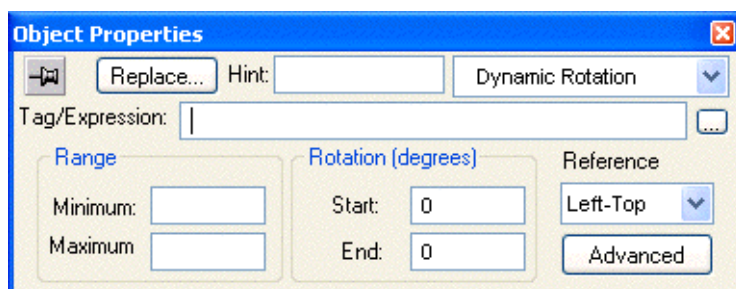 Object Properties
Replace... Hint: Dynamic Rotation
Tag/Expression: ...
Range Rotation (degrees) Reference
Minimum: Start: 0 Left-Top
Maximum End: 0 Advanced